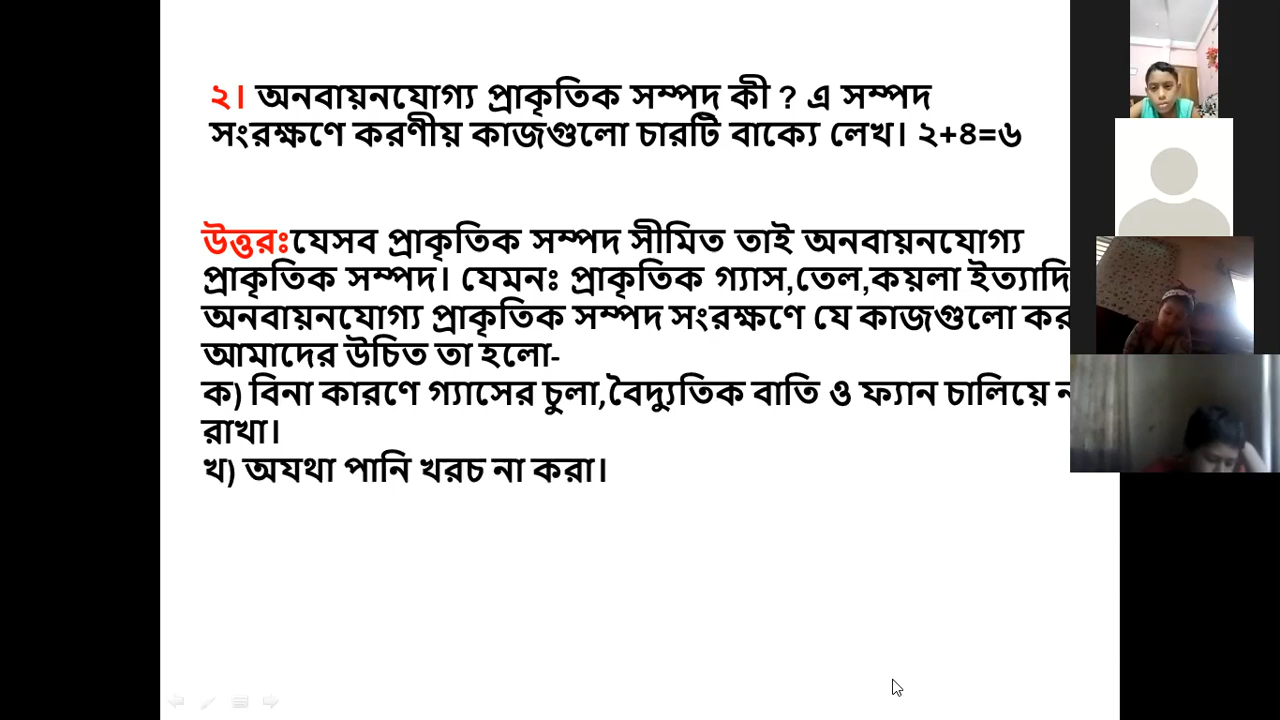 ২। অনবায়নযোগ্য প্রাকৃতিক সম্পদ কী ? এ সম্পদ
সংরক্ষণে করণীয় কাজগুলো চারটি বাক্যে লেখ। ২+৪=৬
উত্তরঃযেসব প্রাকৃতিক সম্পদ সীমিত তাই অনবায়নযোগ্য
প্রাকৃতিক সম্পদ। যেমনঃ প্রাকৃতিক গ্যাস,তেল,কয়লা ইত্যাদি
অনবায়নযোগ্য প্রাকৃতিক সম্পদ সংরক্ষণে যে কাজগুলো
আমাদের উচিত তা হলো-
ক) বিনা কারণে গ্যাসের চুলা,বৈদ্যুতিক বাতি ও ফ্যান চালিয়ে
রাখা।
খ) অযথা পানি খরচ না করা।